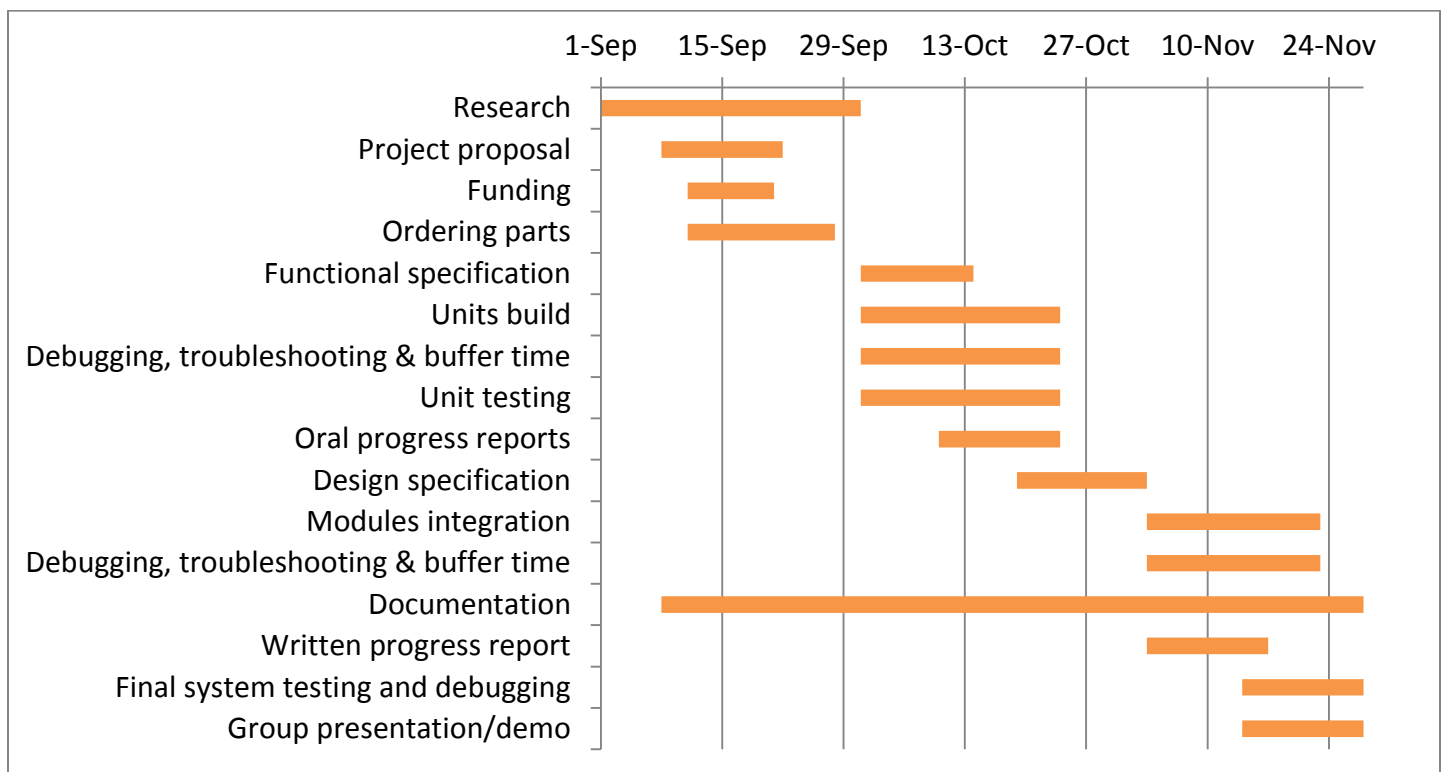 1-Sep 15-Sep 29-Sep 13-Oct 27-Oct 10-Nov 24-Nov
Research
Project proposal
Funding
Ordering parts
Functional specification
Units build
Debugging, troubleshooting & buffer time
Unit testing
Oral progress reports
Design specification
Modules integration
Debugging, troubleshooting & buffer time
Documentation
Written progress report
Final system testing and debugging
Group presentation/demo